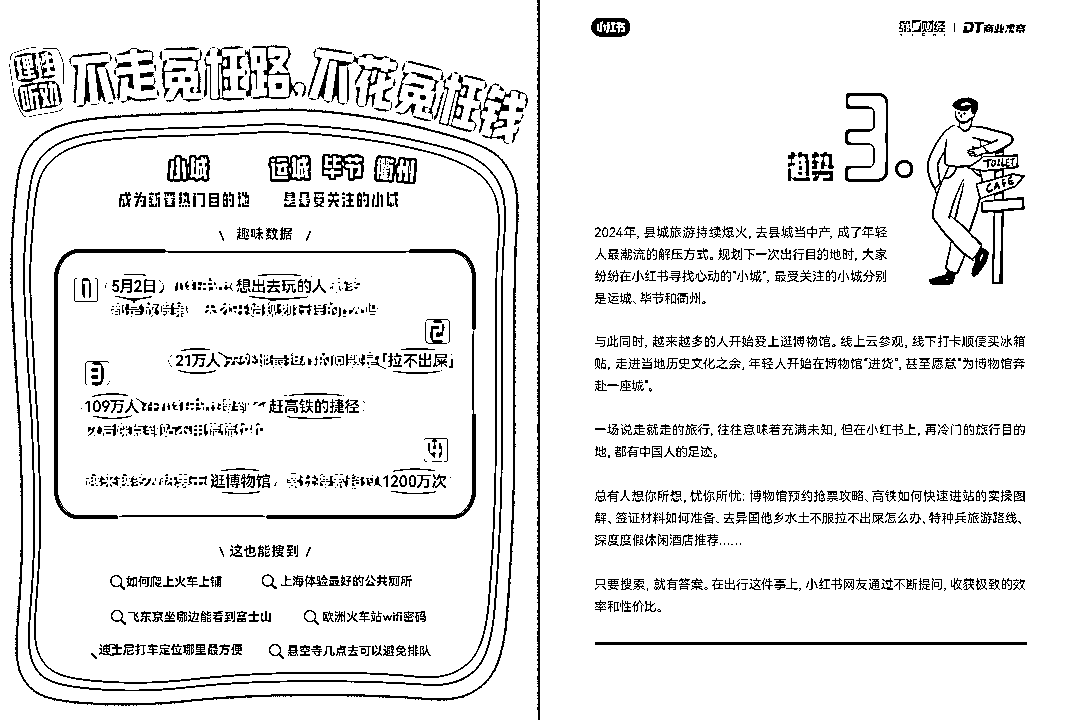 理性
听劝
不走冤枉路。不花冤枉钱
小城 运城 毕节 衢州
成为新晋热门目的地 是最受关注的小城
\ 趣味数据 /
1
5月2日 想出去玩的人
2
21万人 「拉不出屎」
3
109万人 赶高铁的捷径
4
逛博物馆 1200万次
\ 这也能搜到 /
如何爬上火车上铺 上海体验最好的公共厕所
飞东京坐哪边能看到富士山 欧洲火车站wifi密码
迪士尼打车定位哪里最方便 悬空寺几点去可以避免排队
小红书
第一财经 | DT商业观察
趋势 3.
TOILET
CAFE
2024年, 县城旅游持续爆火, 去县城当中产, 成了年轻
人最潮流的解压方式。规划下一次出行目的地时, 大家
纷纷在小红书寻找心动的“小城”, 最受关注的小城分别
是运城、毕节和衢州。
与此同时, 越来越多的人开始爱上逛博物馆。线上云参观, 线下打卡顺便买冰箱
贴, 走进当地历史文化之余, 年轻人开始在博物馆“进货”, 甚至愿意“为博物馆奔
赴一座城”。
一场说走就走的旅行, 往往意味着充满未知, 但在小红书上, 再冷门的旅行目的
地, 都有中国人的足迹。
总有人想你所想, 忧你所忧: 博物馆预约抢票攻略、高铁如何快速进站的实操图
解、签证材料如何准备、去异国他乡水土不服拉不出屎怎么办、特种兵旅游路线、
深度度假休闲酒店推荐……
只要搜索, 就有答案。在出行这件事上, 小红书网友通过不断提问, 收获极致的效
率和性价比。